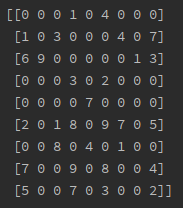 [[0 0 0 1 0 4 0 0 0]
[1 0 3 0 0 0 4 0 7]
[6 9 0 0 0 0 0 1 3]
[0 0 0 3 0 2 0 0 0]
[0 0 0 0 7 0 0 0 0]
[2 0 1 8 0 9 7 0 5]
[0 0 8 0 4 0 1 0 0]
[7 0 0 9 0 8 0 0 4]
[5 0 0 7 0 3 0 0 2]]